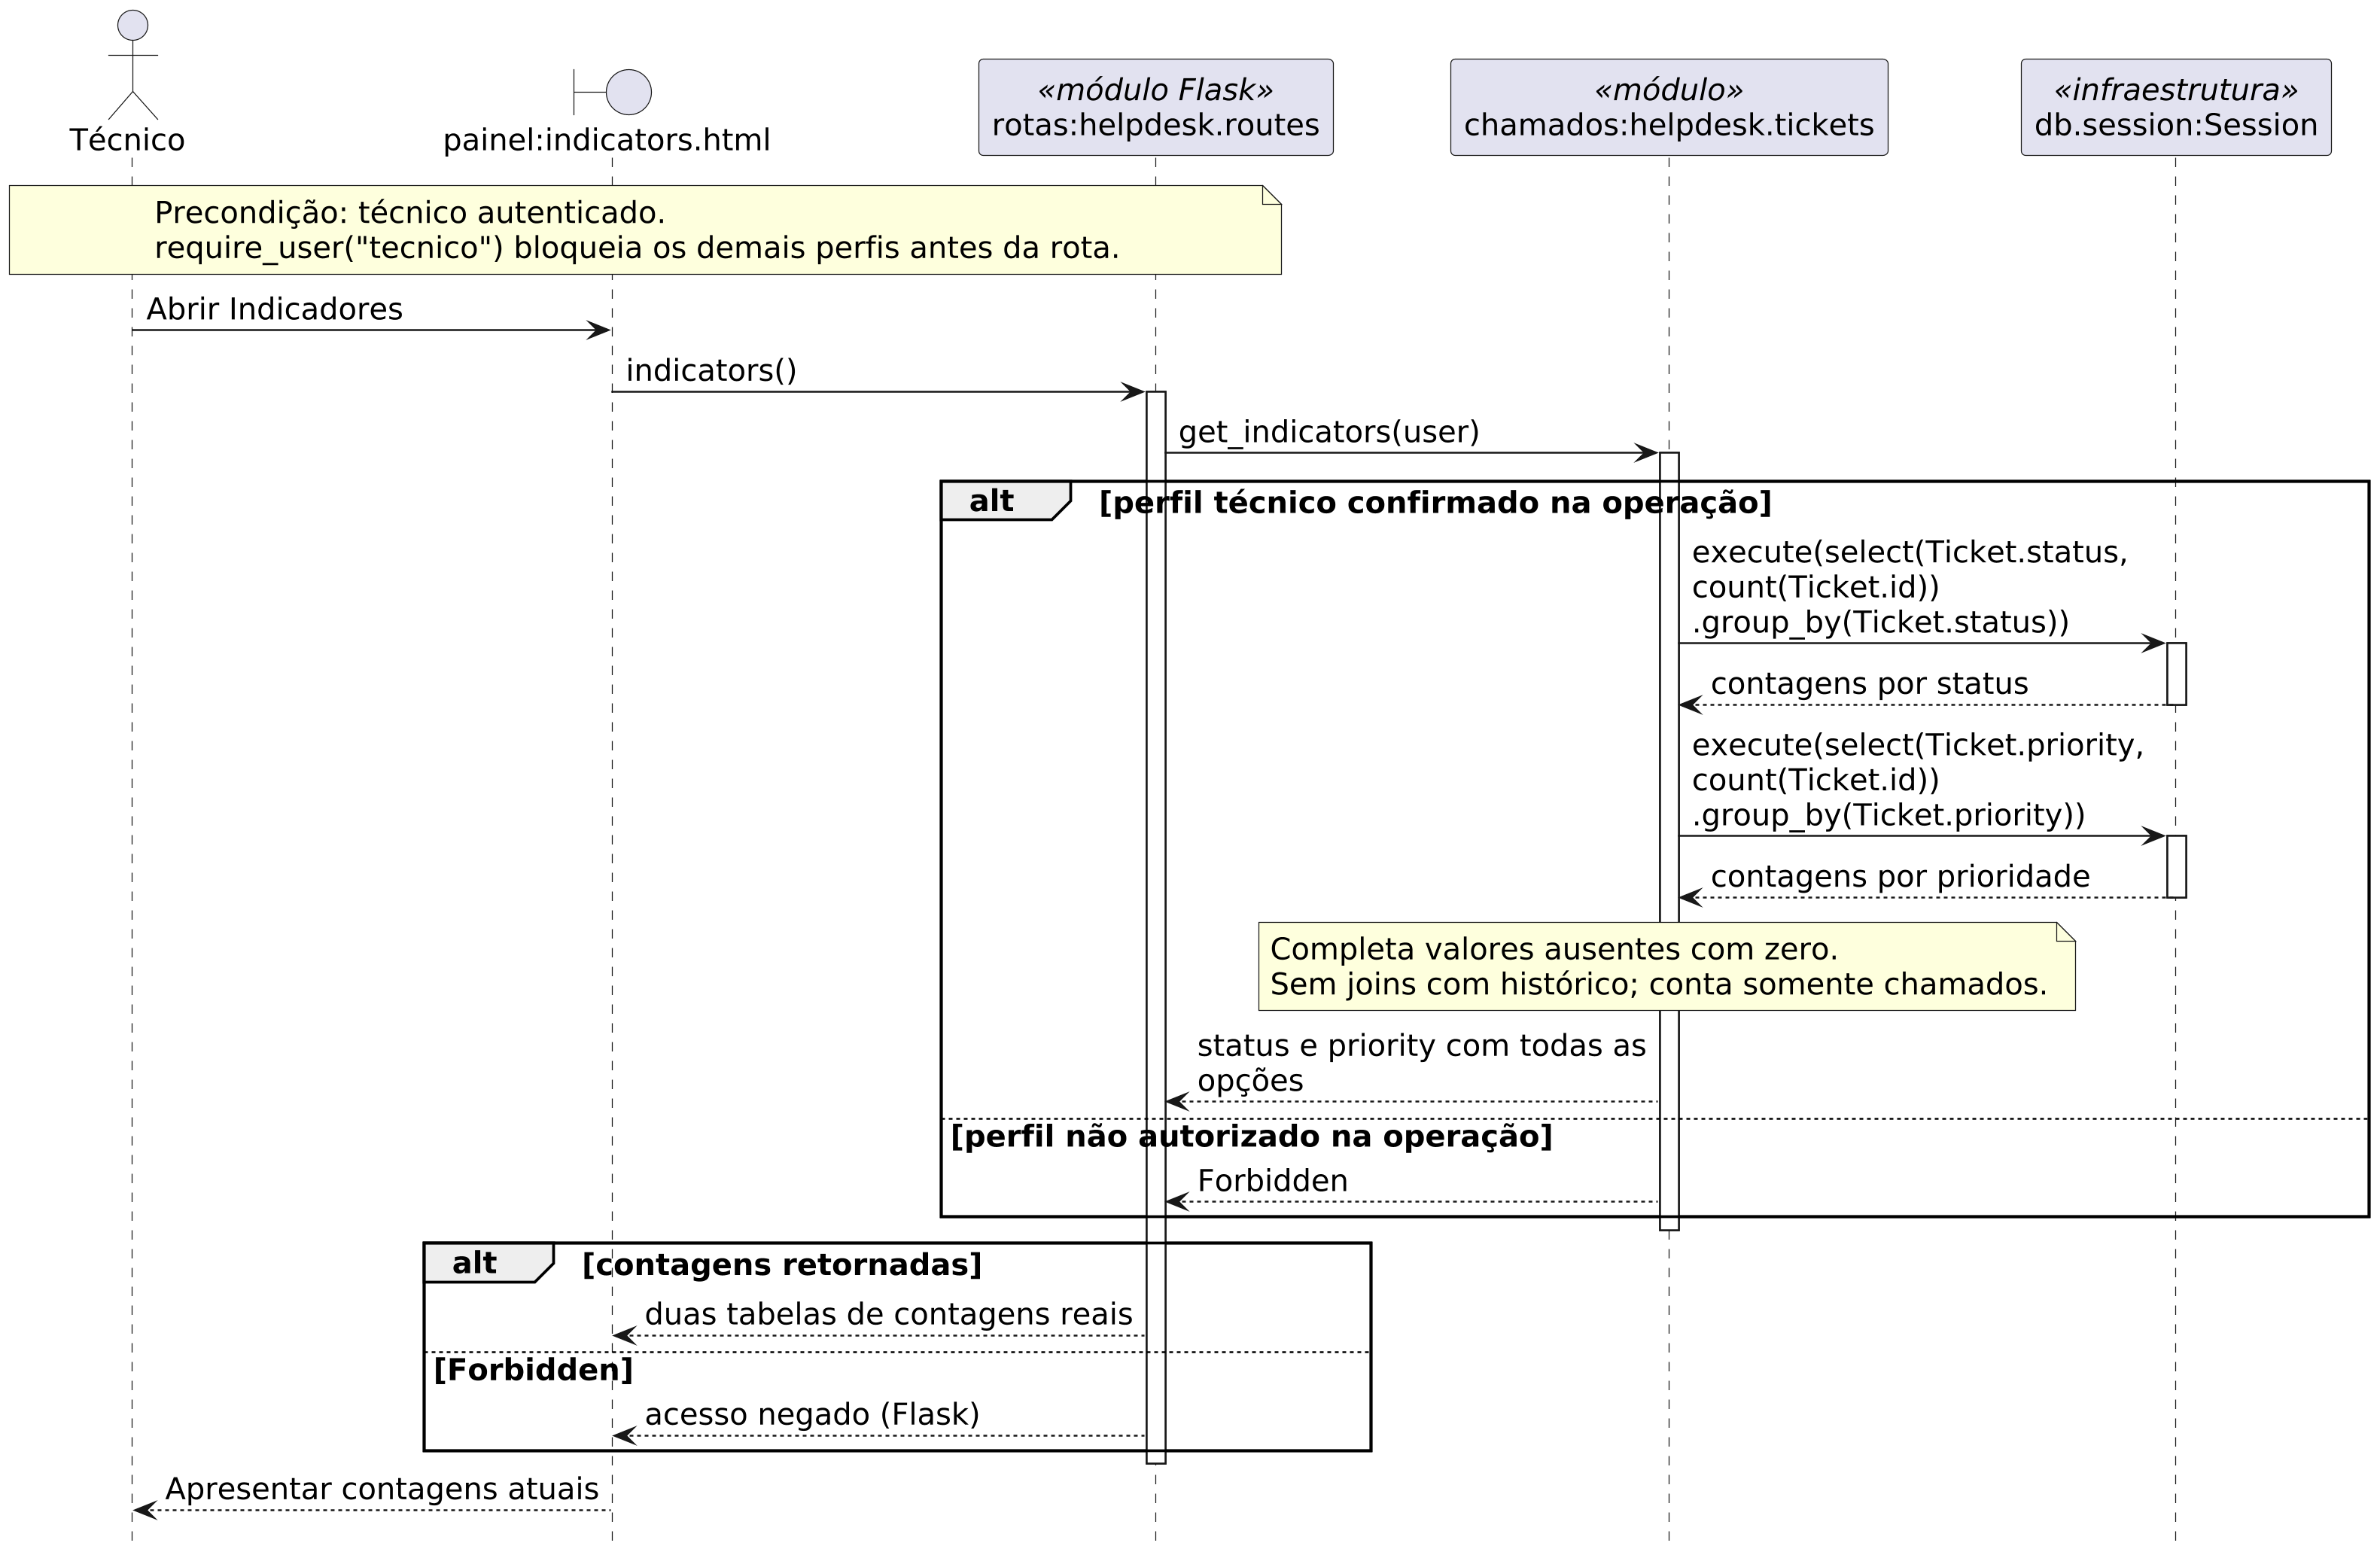 Técnico
painel:indicators.html
«módulo Flask»
rotas:helpdesk.routes
«módulo»
chamados:helpdesk.tickets
«infraestrutura»
db.session:Session
Precondição: técnico autenticado.
require_user("tecnico") bloqueia os demais perfis antes da rota.
Abrir Indicadores
indicators()
get_indicators(user)
alt [perfil técnico confirmado na operação]
execute(select(Ticket.status,
count(Ticket.id))
.group_by(Ticket.status))
contagens por status
execute(select(Ticket.priority,
count(Ticket.id))
.group_by(Ticket.priority))
contagens por prioridade
Completa valores ausentes com zero.
Sem joins com histórico; conta somente chamados.
status e priority com todas as
opções
[perfil não autorizado na operação]
Forbidden
alt [contagens retornadas]
duas tabelas de contagens reais
[Forbidden]
acesso negado (Flask)
Apresentar contagens atuais